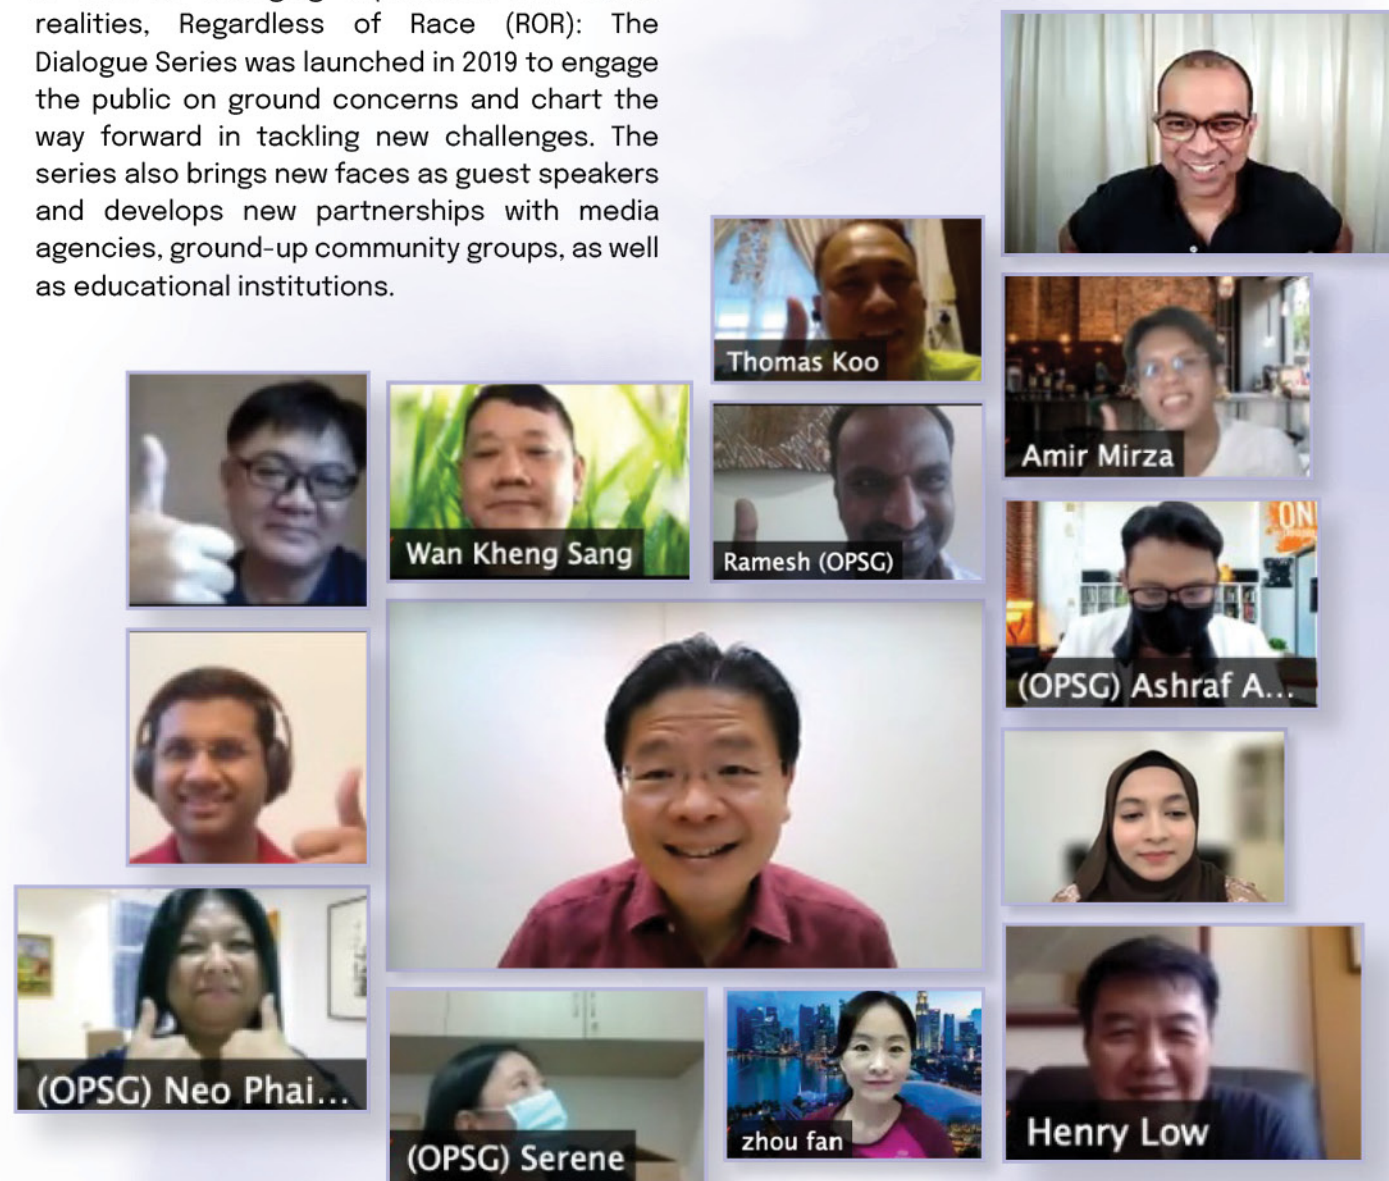 realities, Regardless of Race (ROR): The
Dialogue Series was launched in 2019 to engage
the public on ground concerns and chart the
way forward in tackling new challenges. The
series also brings new faces as guest speakers
and develops new partnerships with media
agencies, ground-up community groups, as well
as educational institutions.
Thomas Koo
Amir Mirza
Wan Kheng Sang
Ramesh (OPSG)
ON
(OPSG) Ashraf A...
(OPSG) Neo Phai...
(OPSG) Serene
zhou fan
Henry Low